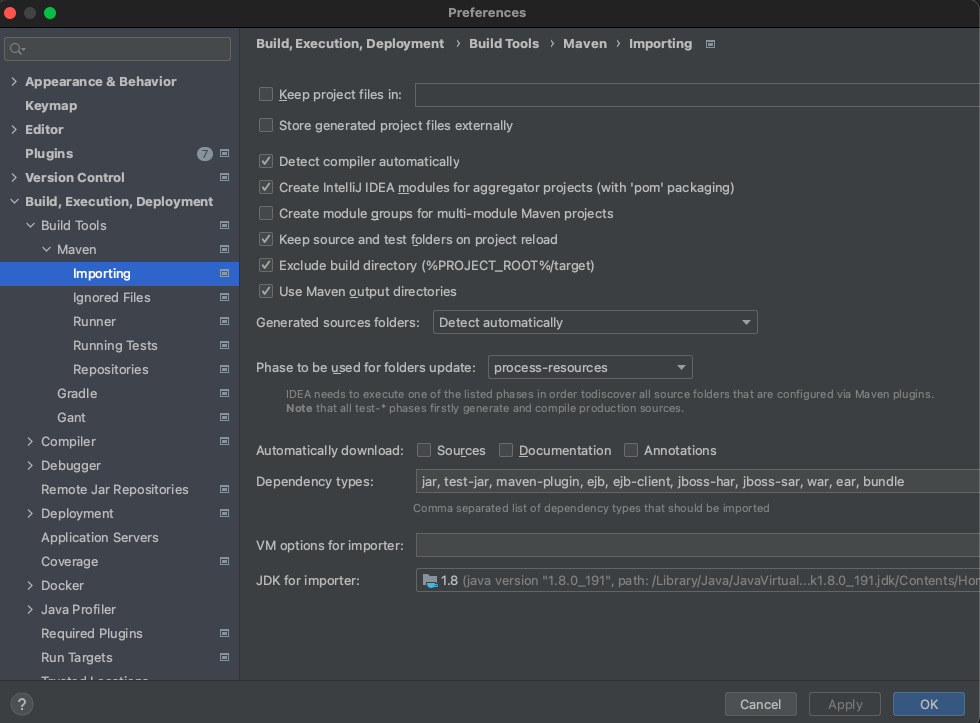 Preferences
Build, Execution, Deployment › Build Tools › Maven › Importing
Appearance & Behavior
Keymap
Editor
Plugins 7
Version Control
Build, Execution, Deployment
Build Tools
Maven
Importing
Ignored Files
Runner
Running Tests
Repositories
Gradle
Gant
Compiler
Debugger
Remote Jar Repositories
Deployment
Application Servers
Coverage
Docker
Java Profiler
Required Plugins
Run Targets
Trusted Locations
Keep project files in:
Store generated project files externally
Detect compiler automatically
Create IntelliJ IDEA modules for aggregator projects (with 'pom' packaging)
Create module groups for multi-module Maven projects
Keep source and test folders on project reload
Exclude build directory (%PROJECT_ROOT%/target)
Use Maven output directories
Generated sources folders: Detect automatically
Phase to be used for folders update: process-resources
IDEA needs to execute one of the listed phases in order todiscover all source folders that are configured via Maven plugins.
Note that all test-* phases firstly generate and compile production sources.
Automatically download: Sources Documentation Annotations
Dependency types: jar, test-jar, maven-plugin, ejb, ejb-client, jboss-har, jboss-sar, war, ear, bundle
Comma separated list of dependency types that should be imported
VM options for importer:
JDK for importer: 1.8 (java version "1.8.0_191", path: /Library/Java/JavaVirtual...k1.8.0_191.jdk/Contents/Hor
? Cancel Apply OK